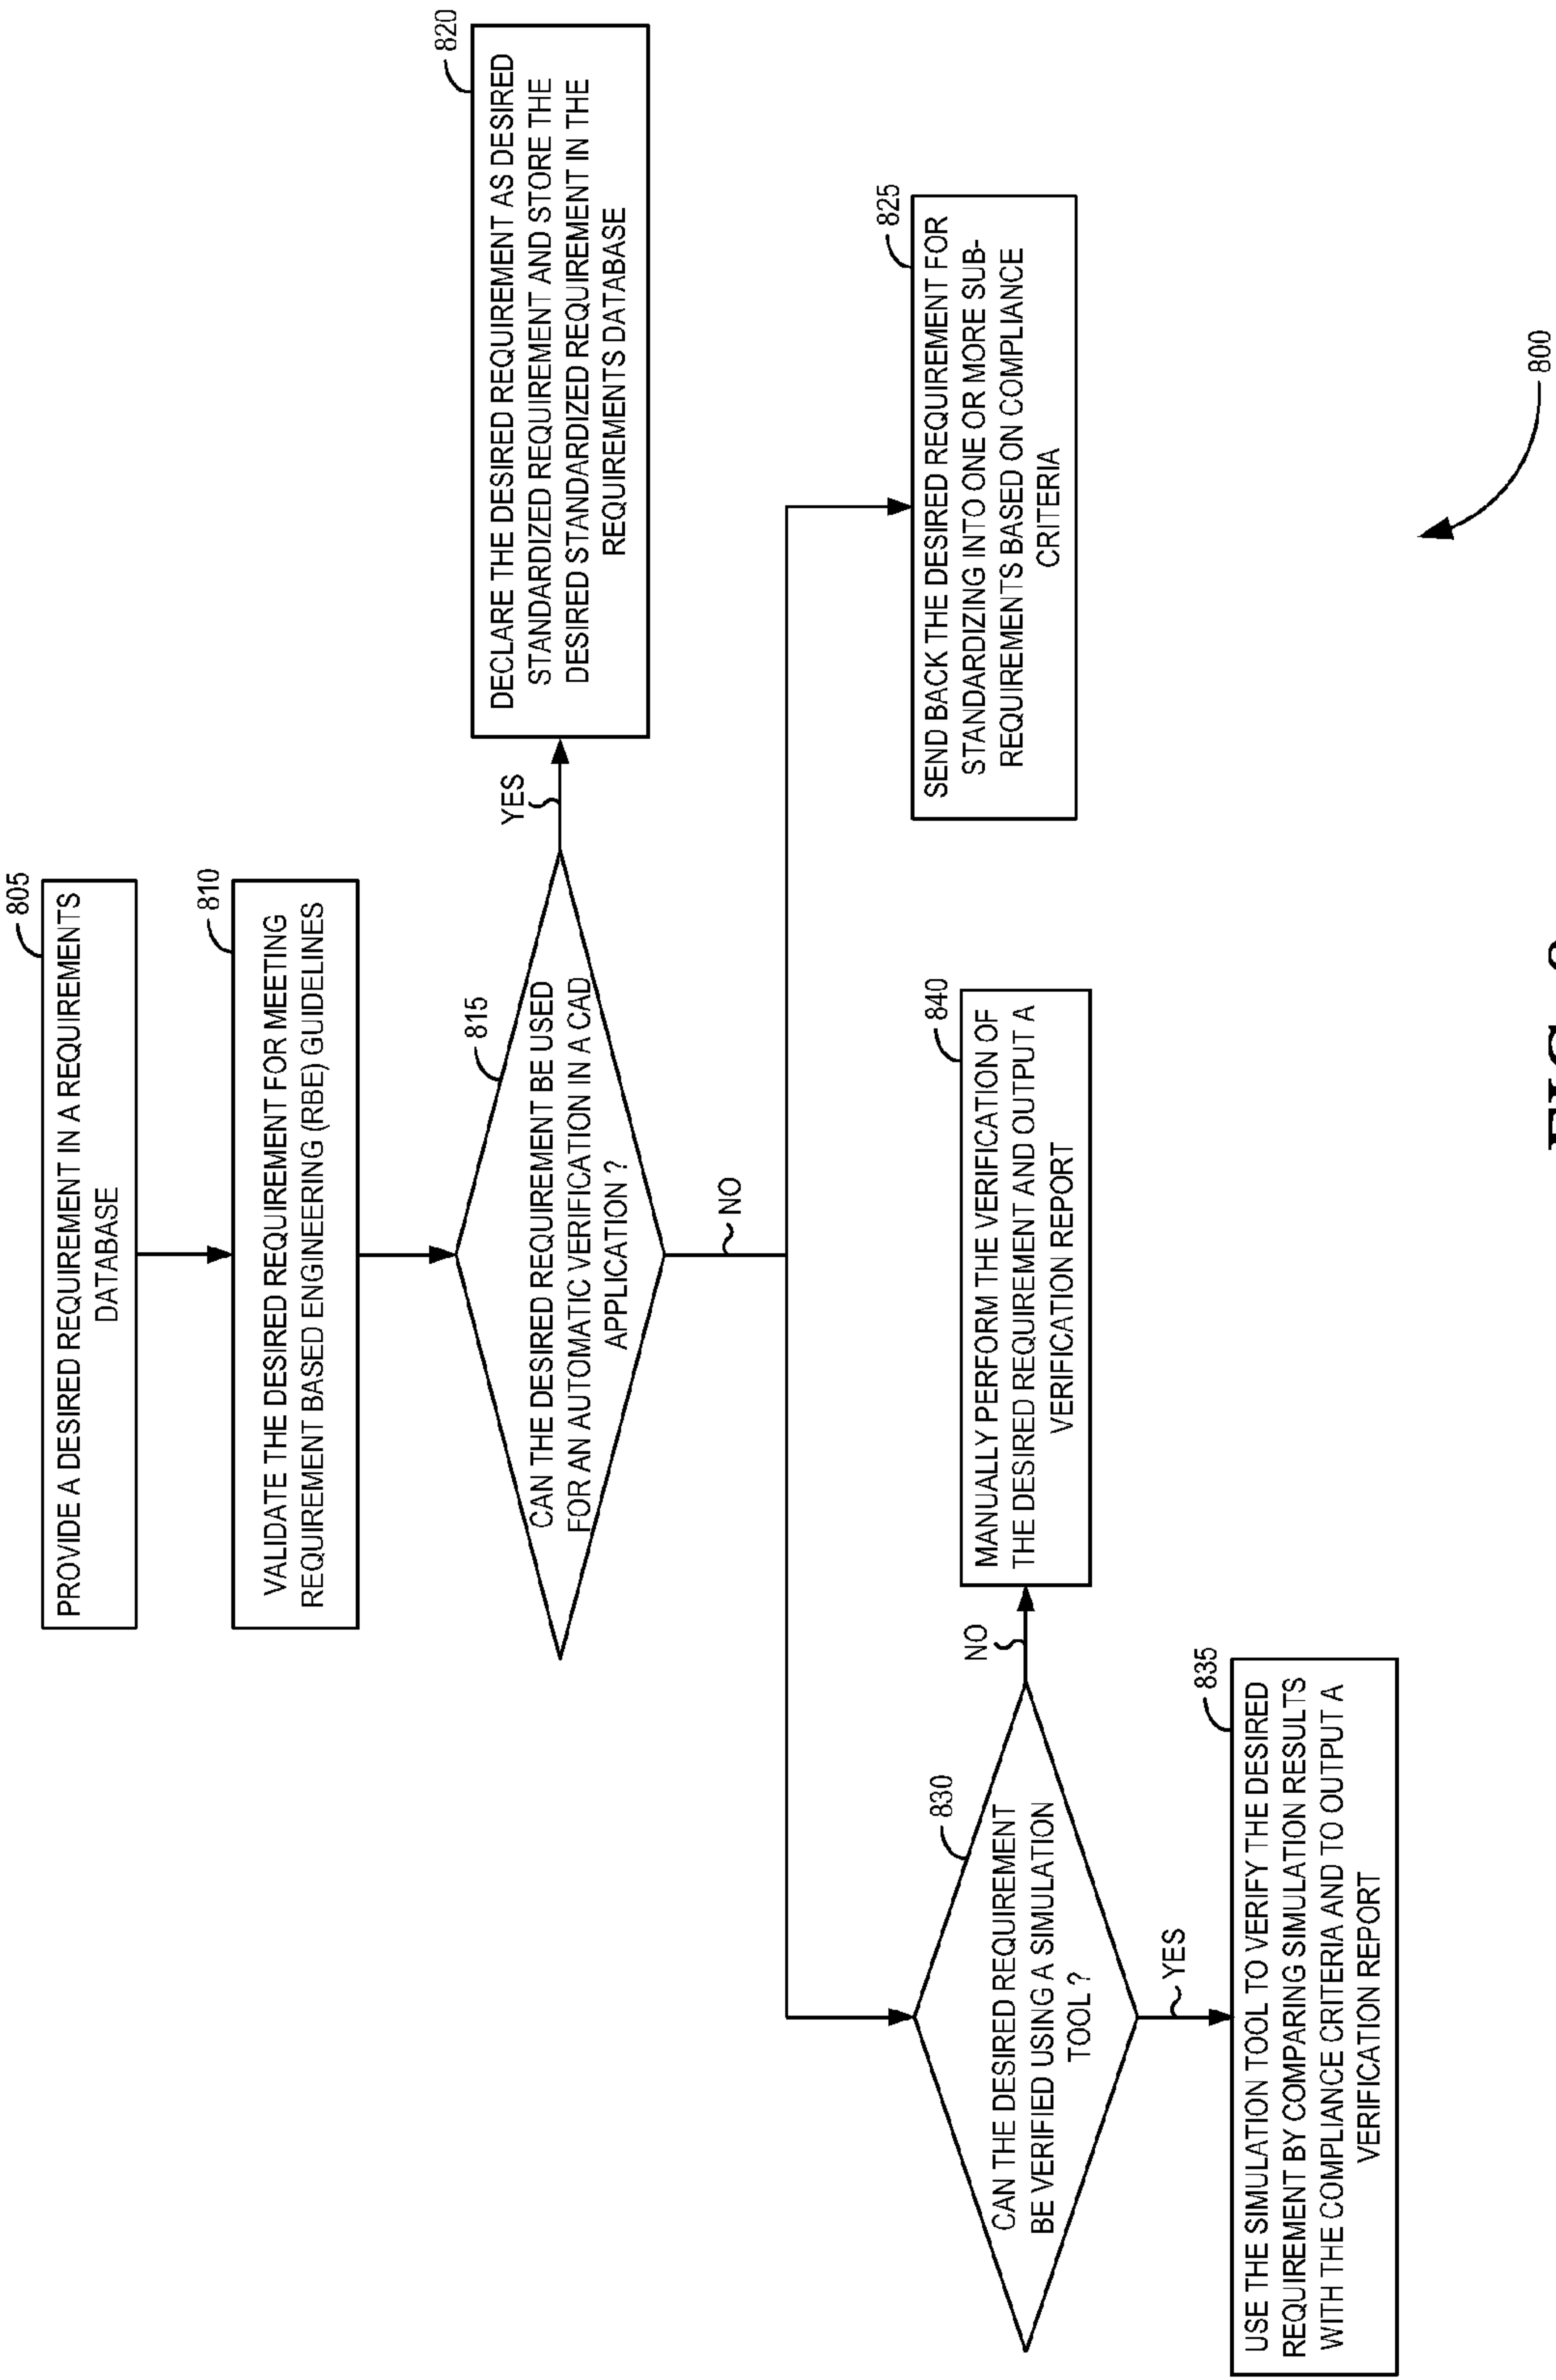 805
PROVIDE A DESIRED REQUIREMENT IN A REQUIREMENTS
DATABASE
810
VALIDATE THE DESIRED REQUIREMENT FOR MEETING
REQUIREMENT BASED ENGINEERING (RBE) GUIDELINES
815
CAN THE DESIRED REQUIREMENT BE USED
FOR AN AUTOMATIC VERIFICATION IN A CAD
APPLICATION ?
YES
820
DECLARE THE DESIRED REQUIREMENT AS DESIRED
STANDARDIZED REQUIREMENT AND STORE THE
DESIRED STANDARDIZED REQUIREMENT IN THE
REQUIREMENTS DATABASE
NO
825
SEND BACK THE DESIRED REQUIREMENT FOR
STANDARDIZING INTO ONE OR MORE SUB-
REQUIREMENTS BASED ON COMPLIANCE
CRITERIA
830
CAN THE DESIRED REQUIREMENT
BE VERIFIED USING A SIMULATION
TOOL ?
NO
840
MANUALLY PERFORM THE VERIFICATION OF
THE DESIRED REQUIREMENT AND OUTPUT A
VERIFICATION REPORT
YES
835
USE THE SIMULATION TOOL TO VERIFY THE DESIRED
REQUIREMENT BY COMPARING SIMULATION RESULTS
WITH THE COMPLIANCE CRITERIA AND TO OUTPUT A
VERIFICATION REPORT
800
FIG.